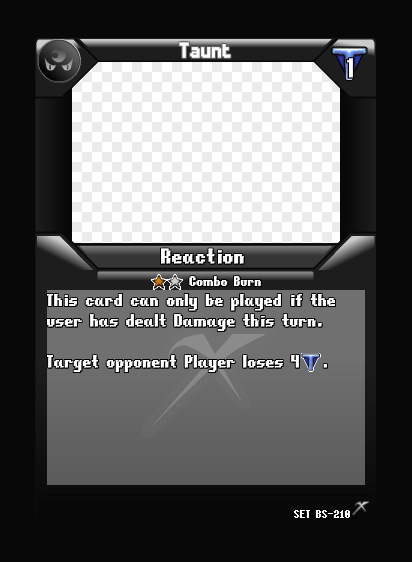 Taunt
1
Reaction
Combo Burn
This card can only be played if the
user has dealt Damage this turn.
Target opponent Player loses 4T.
SET BS-210